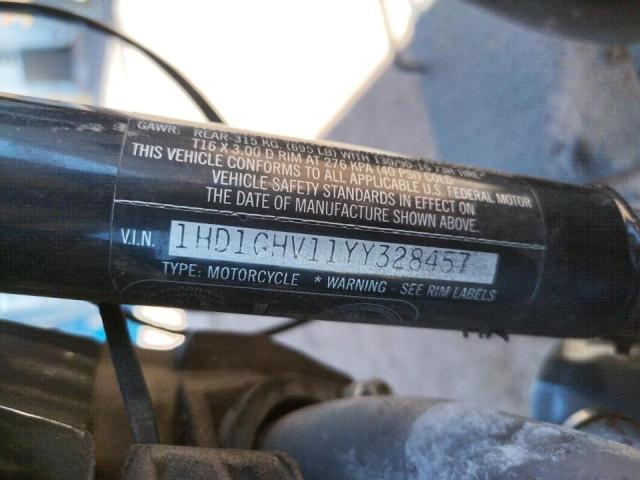 GAWR: REAR-315 KG. (695 LB) WITH 130/90
T16 X 3.00 D RIM AT 276 KPA (40 PSI) COLD.
THIS VEHICLE CONFORMS TO ALL APPLICABLE U.S. FEDERAL MOTOR
VEHICLE SAFETY STANDARDS IN EFFECT ON
THE DATE OF MANUFACTURE SHOWN ABOVE.
V.I.N. 1HD1GHV11YY328457
TYPE: MOTORCYCLE * WARNING - SEE RIM LABELS